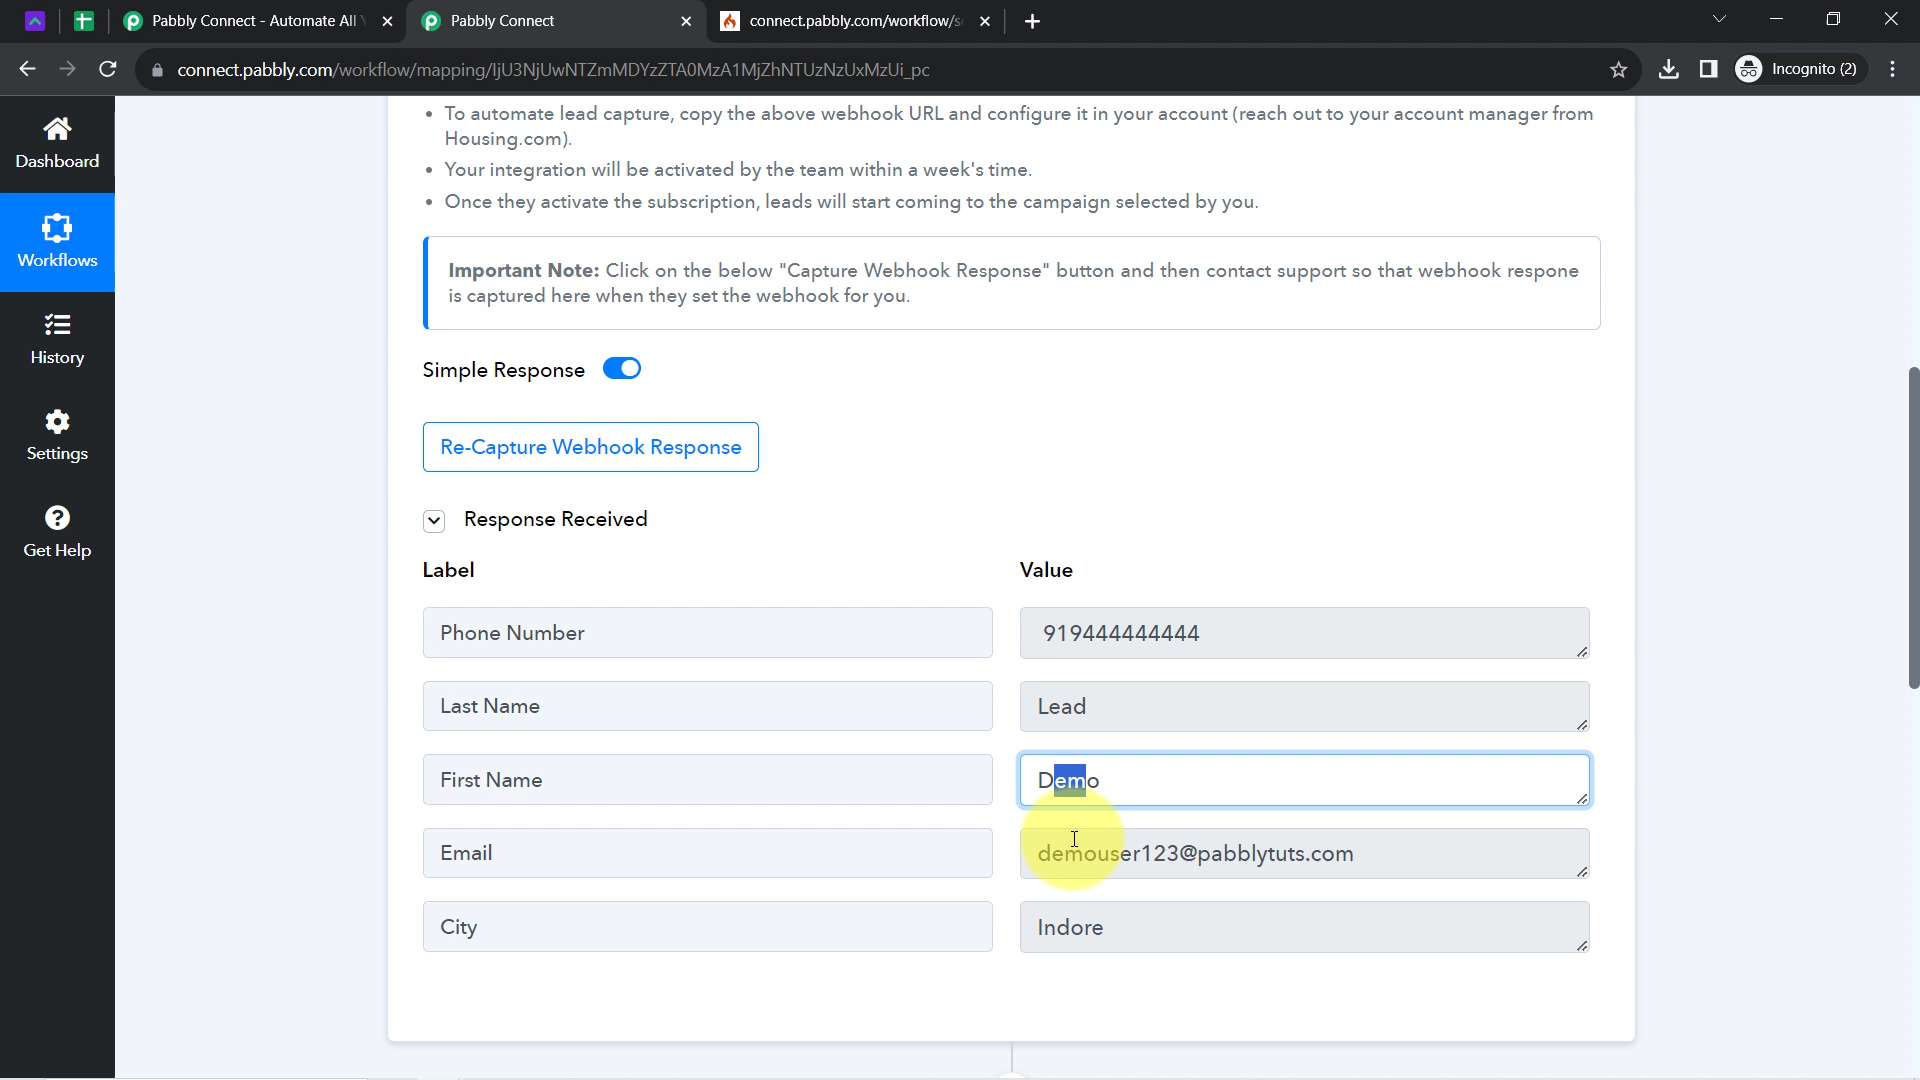 Pabbly Connect - Automate All
Pabbly Connect
connect.pabbly.com/workflow/s
connect.pabbly.com/workflow/mapping/IjU3NjUwNTZmMDYzZTA0MzA1MjZhNTUzNzUxMzUi_pc
Incognito (2)
Dashboard
Workflows
History
Settings
Get Help
• To automate lead capture, copy the above webhook URL and configure it in your account (reach out to your account manager from
Housing.com).
• Your integration will be activated by the team within a week's time.
• Once they activate the subscription, leads will start coming to the campaign selected by you.
Important Note: Click on the below "Capture Webhook Response" button and then contact support so that webhook respone
is captured here when they set the webhook for you.
Simple Response
Re-Capture Webhook Response
Response Received
Label Value
Phone Number 919444444444
Last Name Lead
First Name Demo
Email demouser123@pabblytuts.com
City Indore